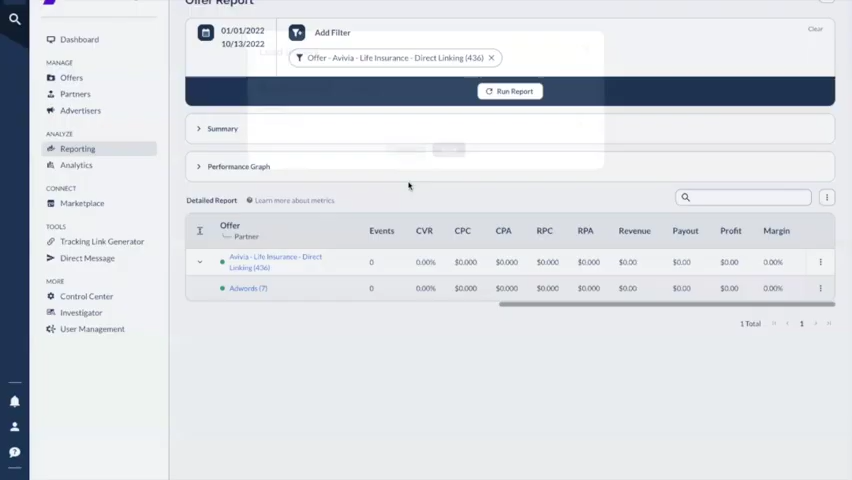 Offer Report
Dashboard
MANAGE
Offers
Partners
Advertisers
ANALYZE
Reporting
Analytics
CONNECT
Marketplace
TOOLS
Tracking Link Generator
Direct Message
MORE
Control Center
Investigator
User Management
01/01/2022
10/13/2022
Add Filter
Clear
Offer - Avivia - Life Insurance - Direct Linking (436)
Run Report
Summary
Performance Graph
Detailed Report Learn more about metrics
Offer
Partner
Events CVR CPC CPA RPC RPA Revenue Payout Profit Margin
Avivia - Life Insurance - Direct
Linking (436)
0 0.00% $0.000 $0.000 $0.000 $0.000 $0.00 $0.00 $0.00 0.00%
Adwords (7) 0 0.00% $0.000 $0.000 $0.000 $0.000 $0.00 $0.00 $0.00 0.00%
1 Total 1